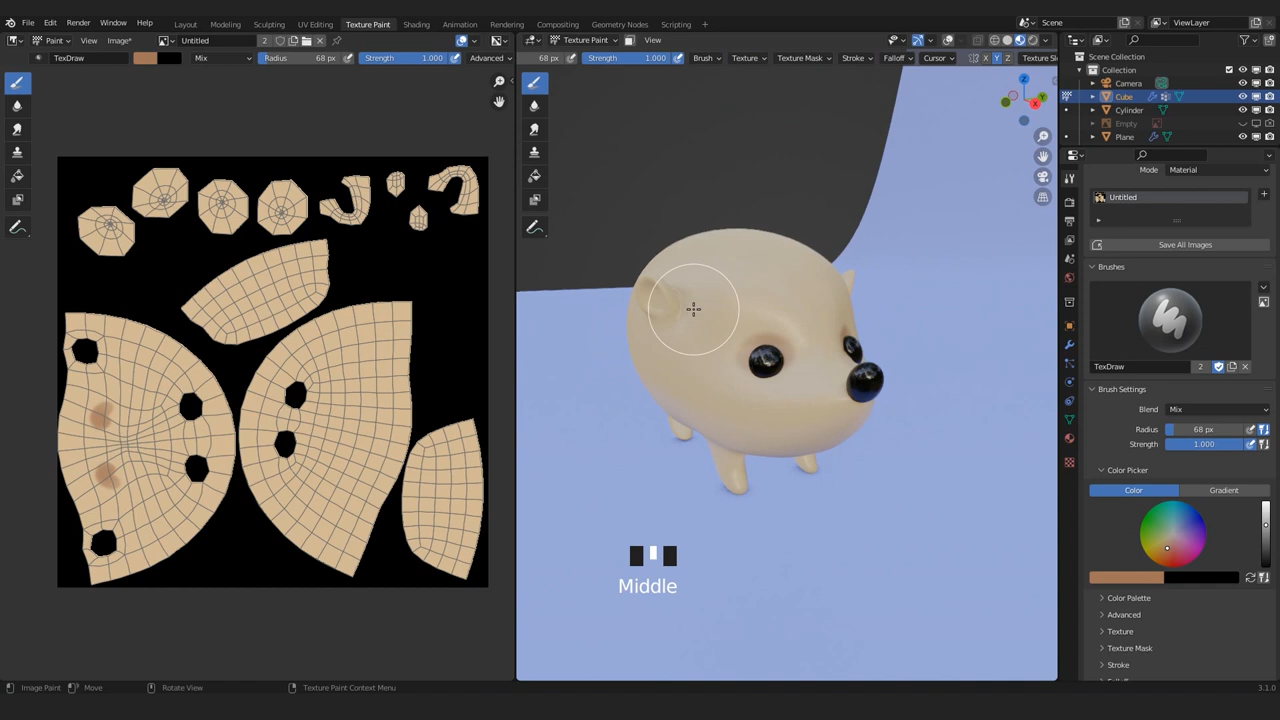 File Edit Render Window Help Layout Modeling Sculpting UV Editing Texture Paint Shading Animation Rendering Compositing Geometry Nodes Scripting + Scene ViewLayer
Paint View Image* Untitled 2 Texture Paint View
TexDraw Mix Radius 68 px Strength 1.000 Advanced 68 px Strength 1.000 Brush Texture Texture Mask Stroke Falloff Cursor X Y Z Texture Sl
Scene Collection
Collection
Camera
Cube
Cylinder
Empty
Plane
Mode Material
Untitled
Save All Images
Brushes
TexDraw 2
Brush Settings
Blend Mix
Radius 68 px
Strength 1.000
Color Picker
Color Gradient
Color Palette
Advanced
Texture
Texture Mask
Stroke
Z
Y
X
Middle
Image Paint Move Rotate View Texture Paint Context Menu 3.1.0